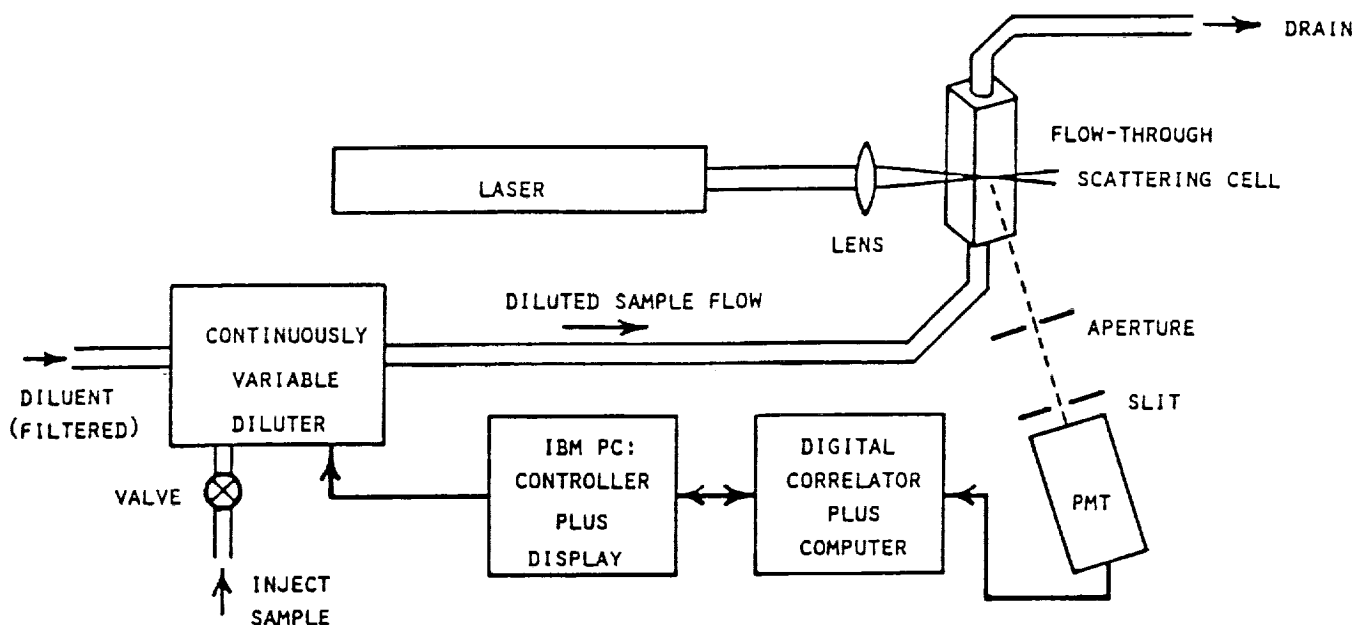 DRAIN
FLOW-THROUGH
SCATTERING CELL
LASER
LENS
DILUTED SAMPLE FLOW
CONTINUOUSLY
VARIABLE
DILUTER
DILUENT
(FILTERED)
APERTURE
SLIT
IBM PC:
CONTROLLER
PLUS
DISPLAY
DIGITAL
CORRELATOR
PLUS
COMPUTER
PMT
VALVE
INJECT
SAMPLE